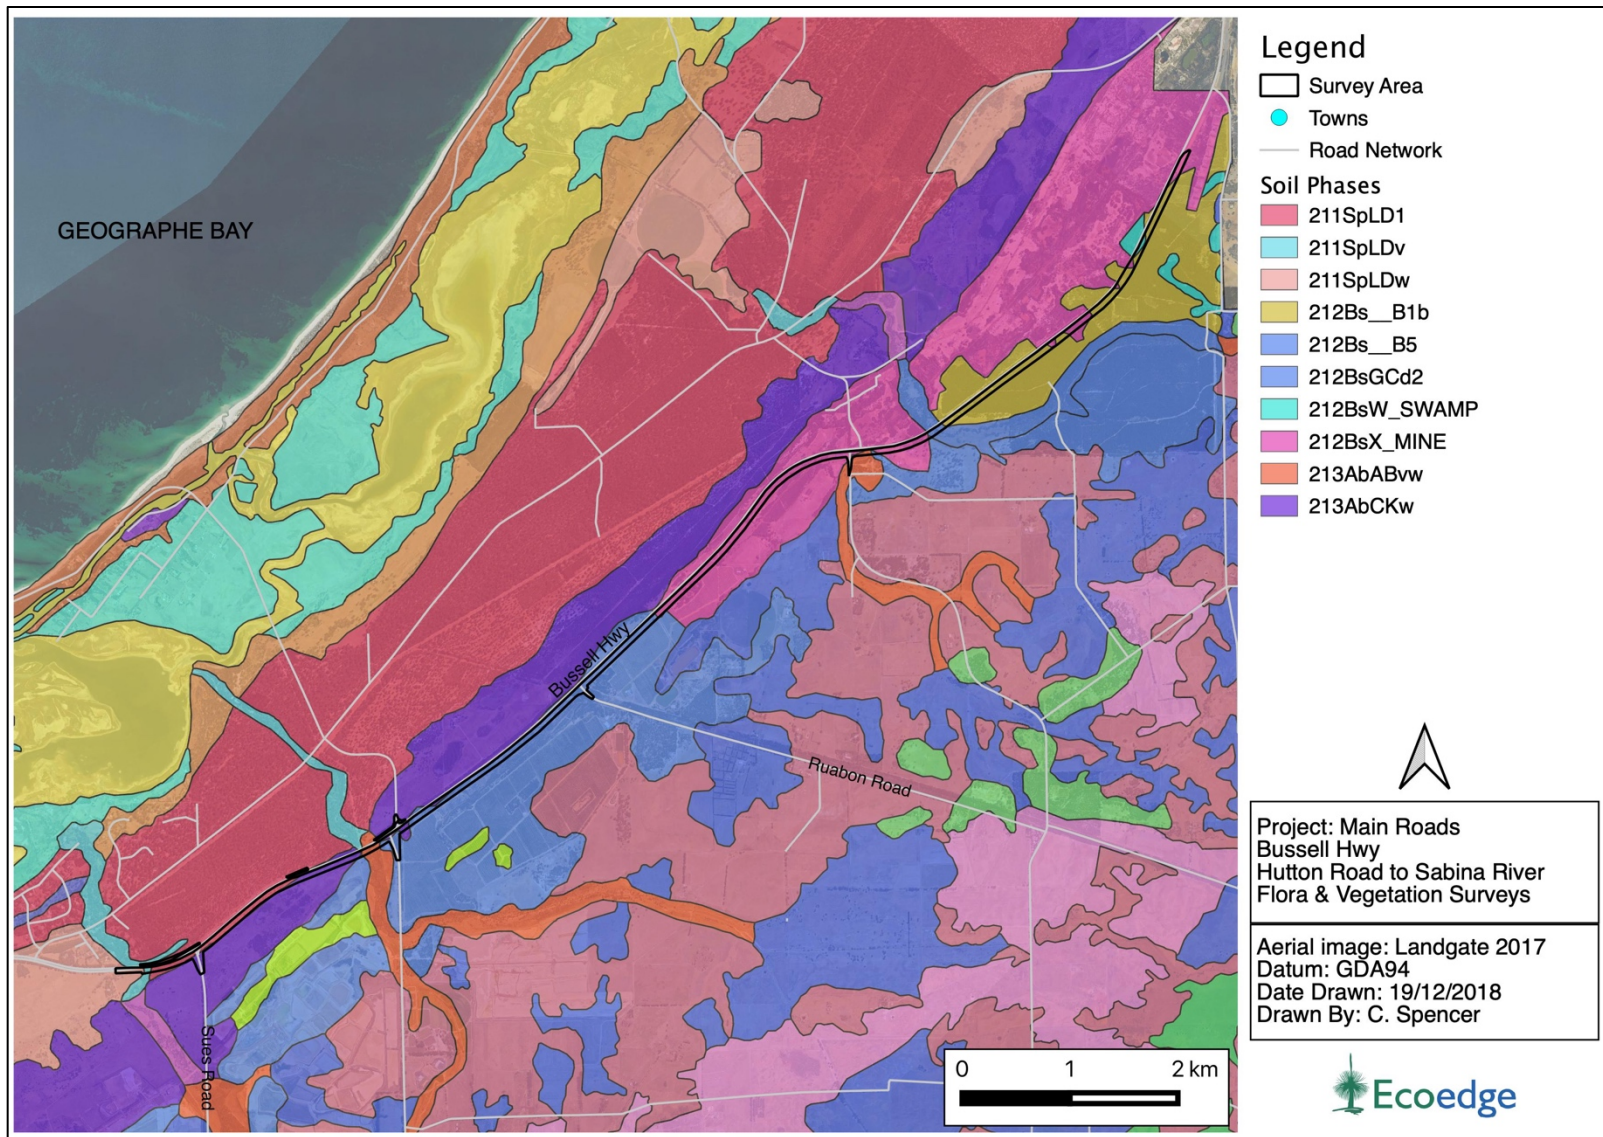 GEOGRAPHE BAY
Bussell Hwy
Ruabon Road
Sues Road
0 1 2 km
Legend
Survey Area
Towns
Road Network
Soil Phases
211SpLD1
211SpLDv
211SpLDw
212Bs__B1b
212Bs__B5
212BsGCd2
212BsW_SWAMP
212BsX_MINE
213AbABvw
213AbCKw
Project: Main Roads
Bussell Hwy
Hutton Road to Sabina River
Flora & Vegetation Surveys
Aerial image: Landgate 2017
Datum: GDA94
Date Drawn: 19/12/2018
Drawn By: C. Spencer
Ecoedge